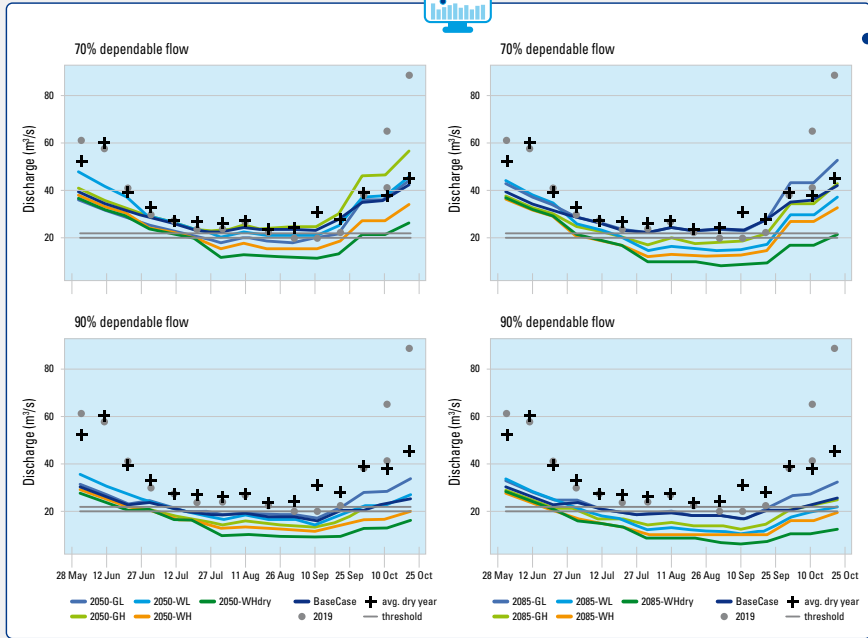 70% dependable flow
70% dependable flow
Discharge (m³/s)
80
60
40
20
Discharge (m³/s)
80
60
40
20
90% dependable flow
90% dependable flow
Discharge (m³/s)
80
60
40
20
Discharge (m³/s)
80
60
40
20
28 May 12 Jun 27 Jun 12 Jul 27 Jul 11 Aug 26 Aug 10 Sep 25 Sep 10 Oct 25 Oct
28 May 12 Jun 27 Jun 12 Jul 27 Jul 11 Aug 26 Aug 10 Sep 25 Sep 10 Oct 25 Oct
2050-GL 2050-WL 2050-WHdry BaseCase avg. dry year
2050-GH 2050-WH 2019 threshold
2085-GL 2085-WL 2085-WHdry BaseCase avg. dry year
2085-GH 2085-WH 2019 threshold